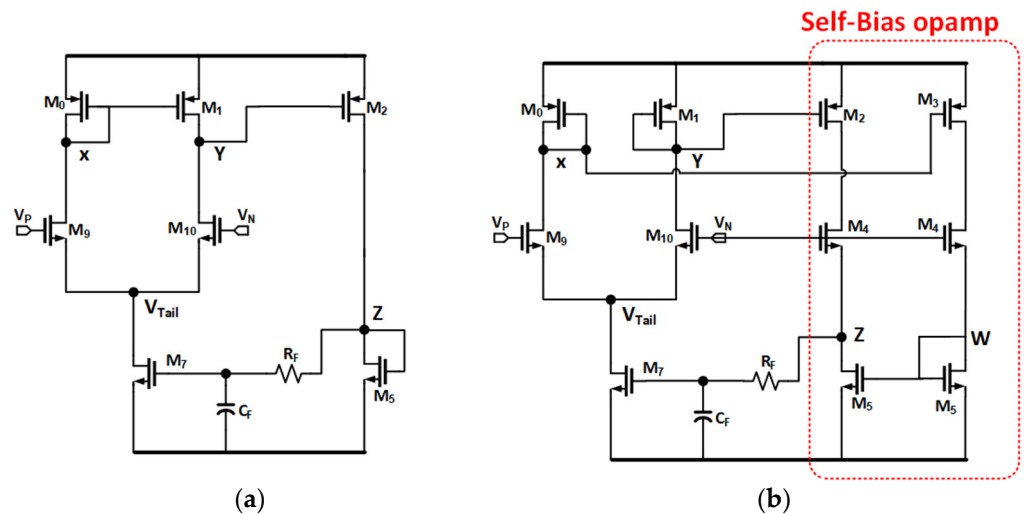 Self-Bias opamp
M0
M1
M2
x
Y
VP
M9
M10
VN
VTail
Z
M7
RF
CF
M5
(a)
M0
M1
M2
M3
x
Y
VP
M9
M10
VN
M4
M4
VTail
Z
W
M7
RF
CF
M5
M5
(b)